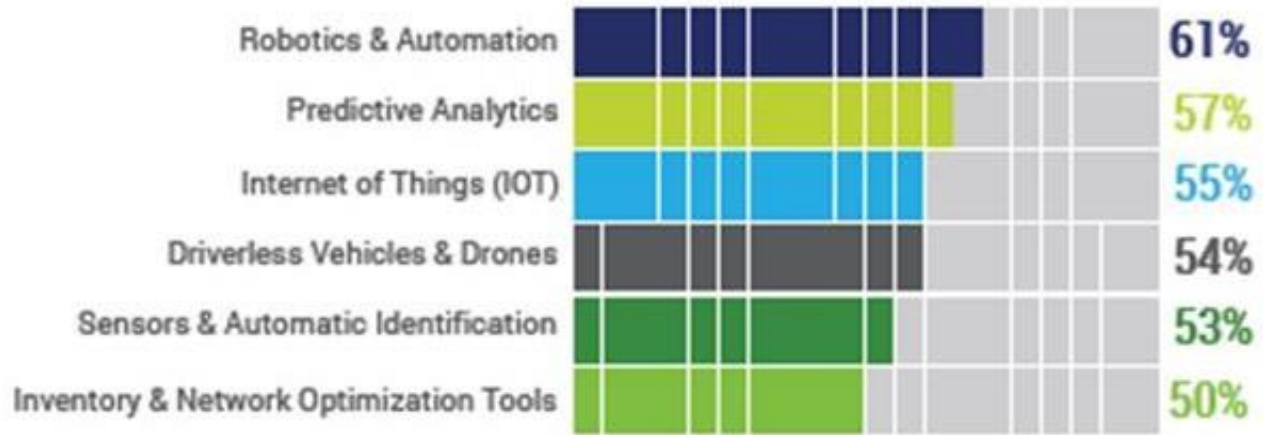 Robotics & Automation 61%
Predictive Analytics 57%
Internet of Things (IOT) 55%
Driverless Vehicles & Drones 54%
Sensors & Automatic Identification 53%
Inventory & Network Optimization Tools 50%